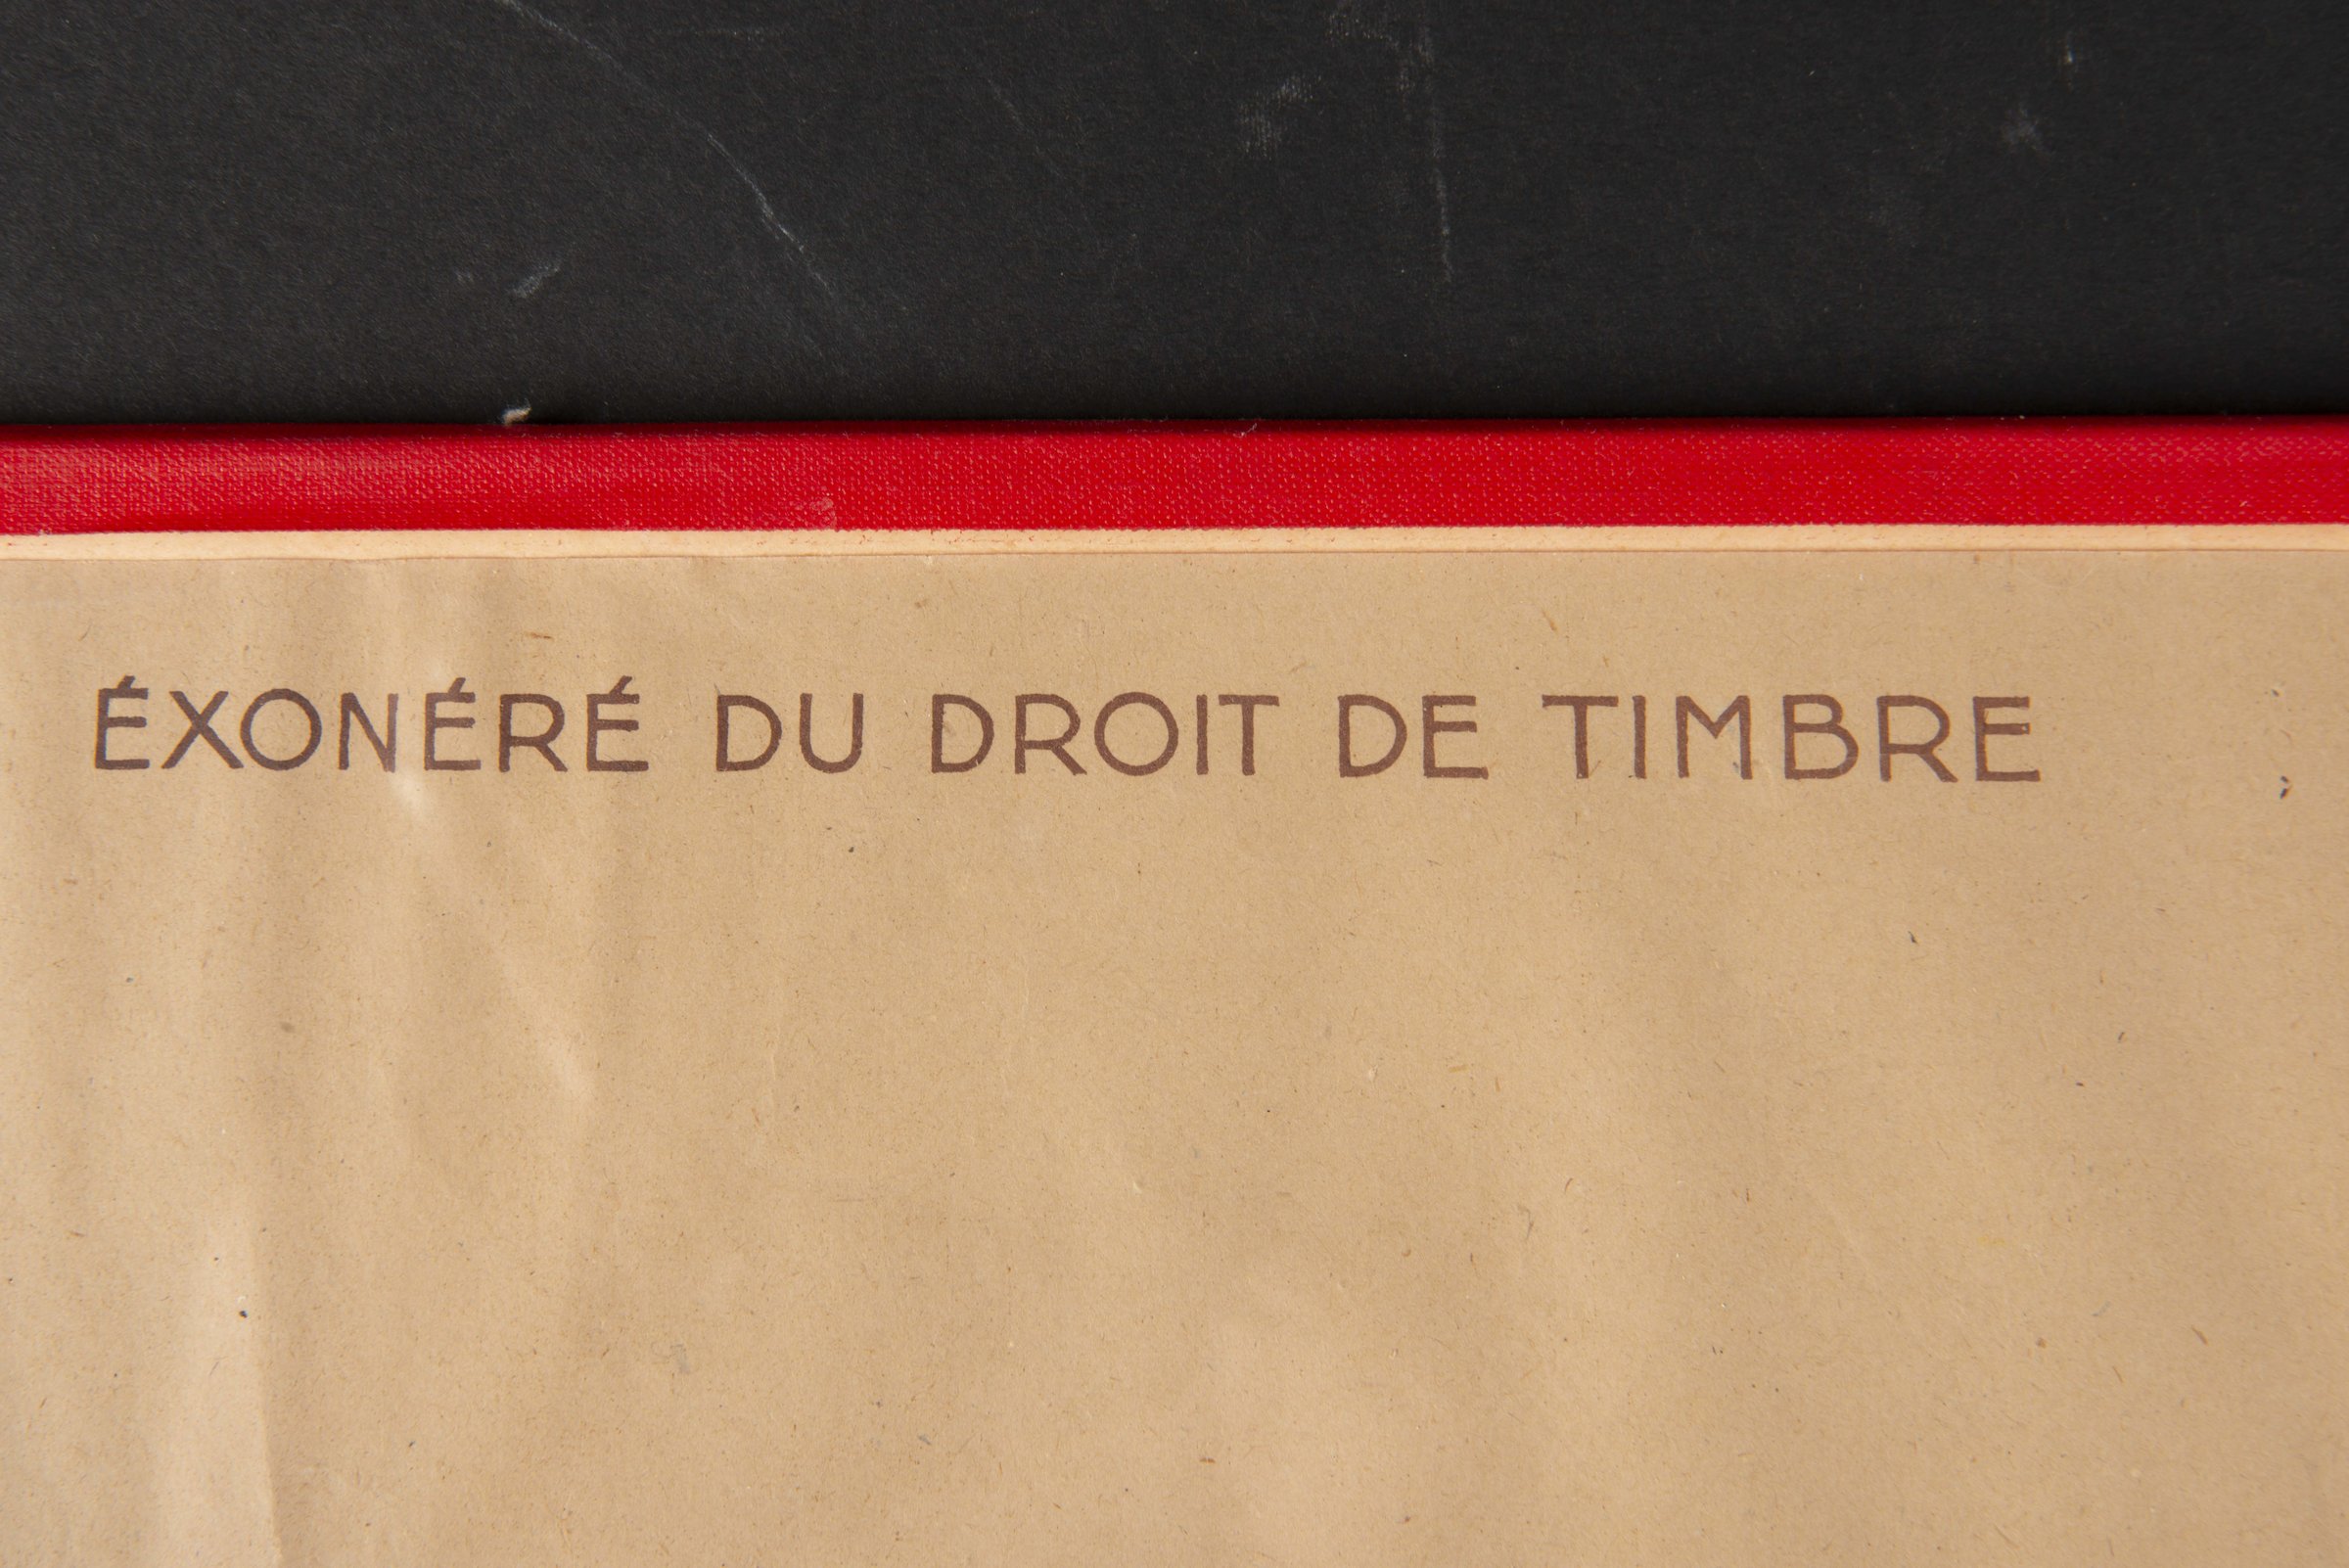 ÉXONÉRÉ DU DROIT DE TIMBRE